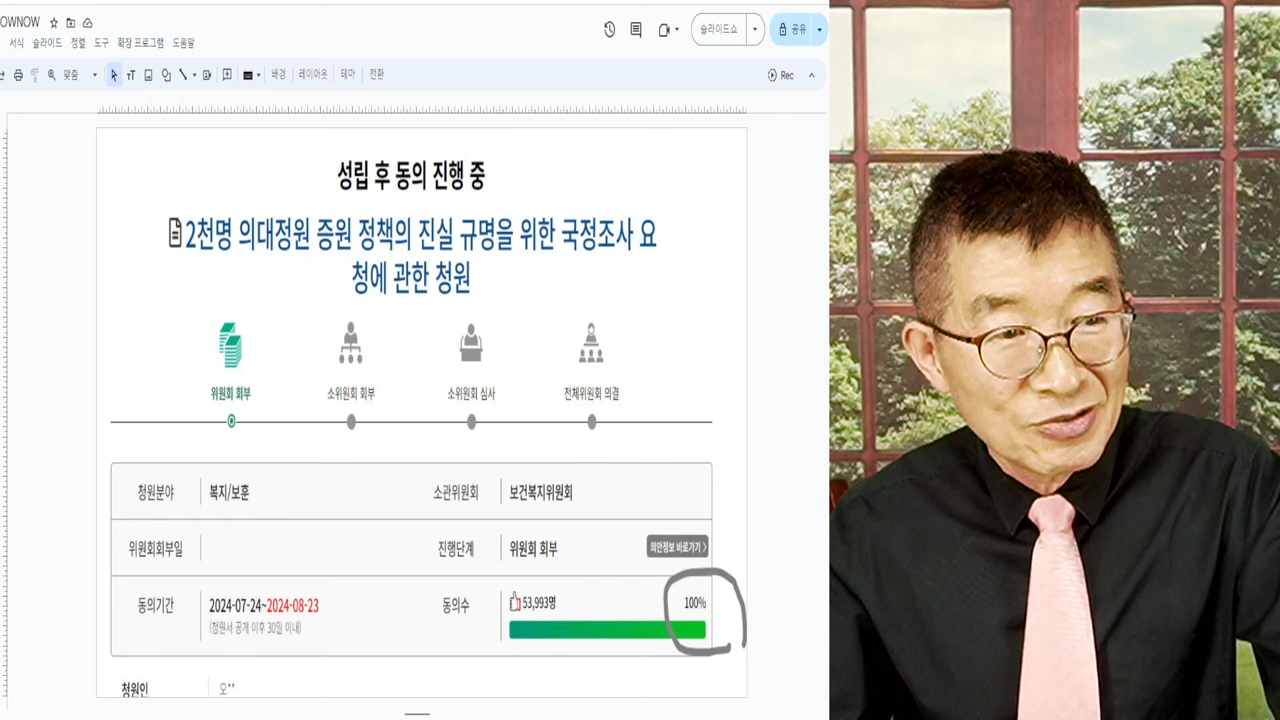 OWNOW
서식 슬라이드 정렬 도구 확장 프로그램 도움말
슬라이드쇼
공유
맞춤
배경 레이아웃 테마 전환
Rec
성립 후 동의 진행 중
2천명 의대정원 증원 정책의 진실 규명을 위한 국정조사 요
청에 관한 청원
위원회 회부 소위원회 회부 소위원회 심사 전체위원회 의결
청원분야 복지/보훈 소관위원회 보건복지위원회
위원회회부일 진행단계 위원회 회부 의안정보 바로가기 >
동의기간 2024-07-24~2024-08-23 동의수 53,993명 100%
(청원서 공개 이후 30일 이내)
청원인 오**